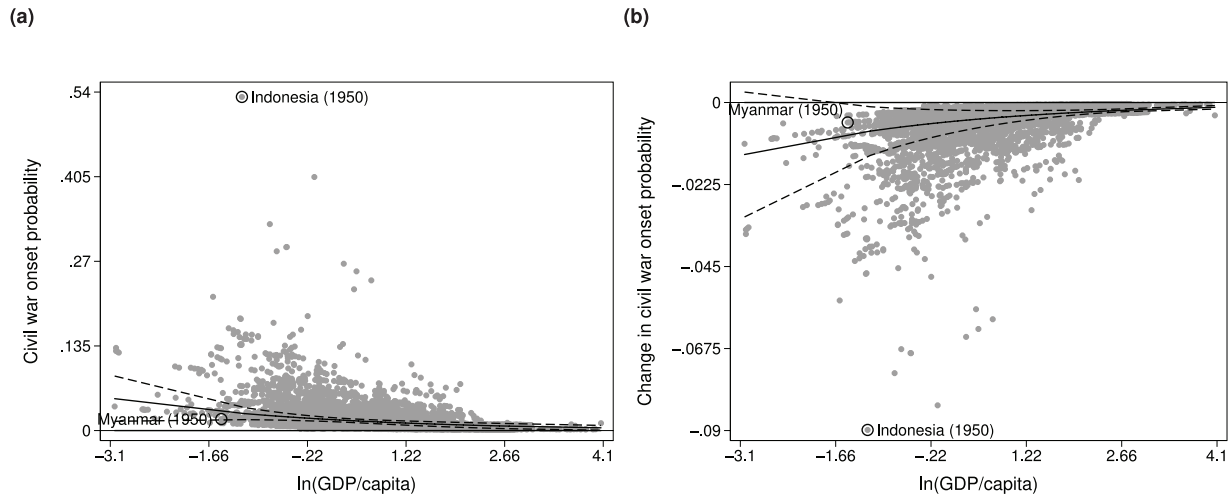 (a)
.54
.405
.27
.135
0
Civil war onset probability
Indonesia (1950)
Myanmar (1950)
−3.1 −1.66 −.22 1.22 2.66 4.1
ln(GDP/capita)
(b)
0
−.0225
−.045
−.0675
−.09
Change in civil war onset probability
Myanmar (1950)
Indonesia (1950)
−3.1 −1.66 −.22 1.22 2.66 4.1
ln(GDP/capita)